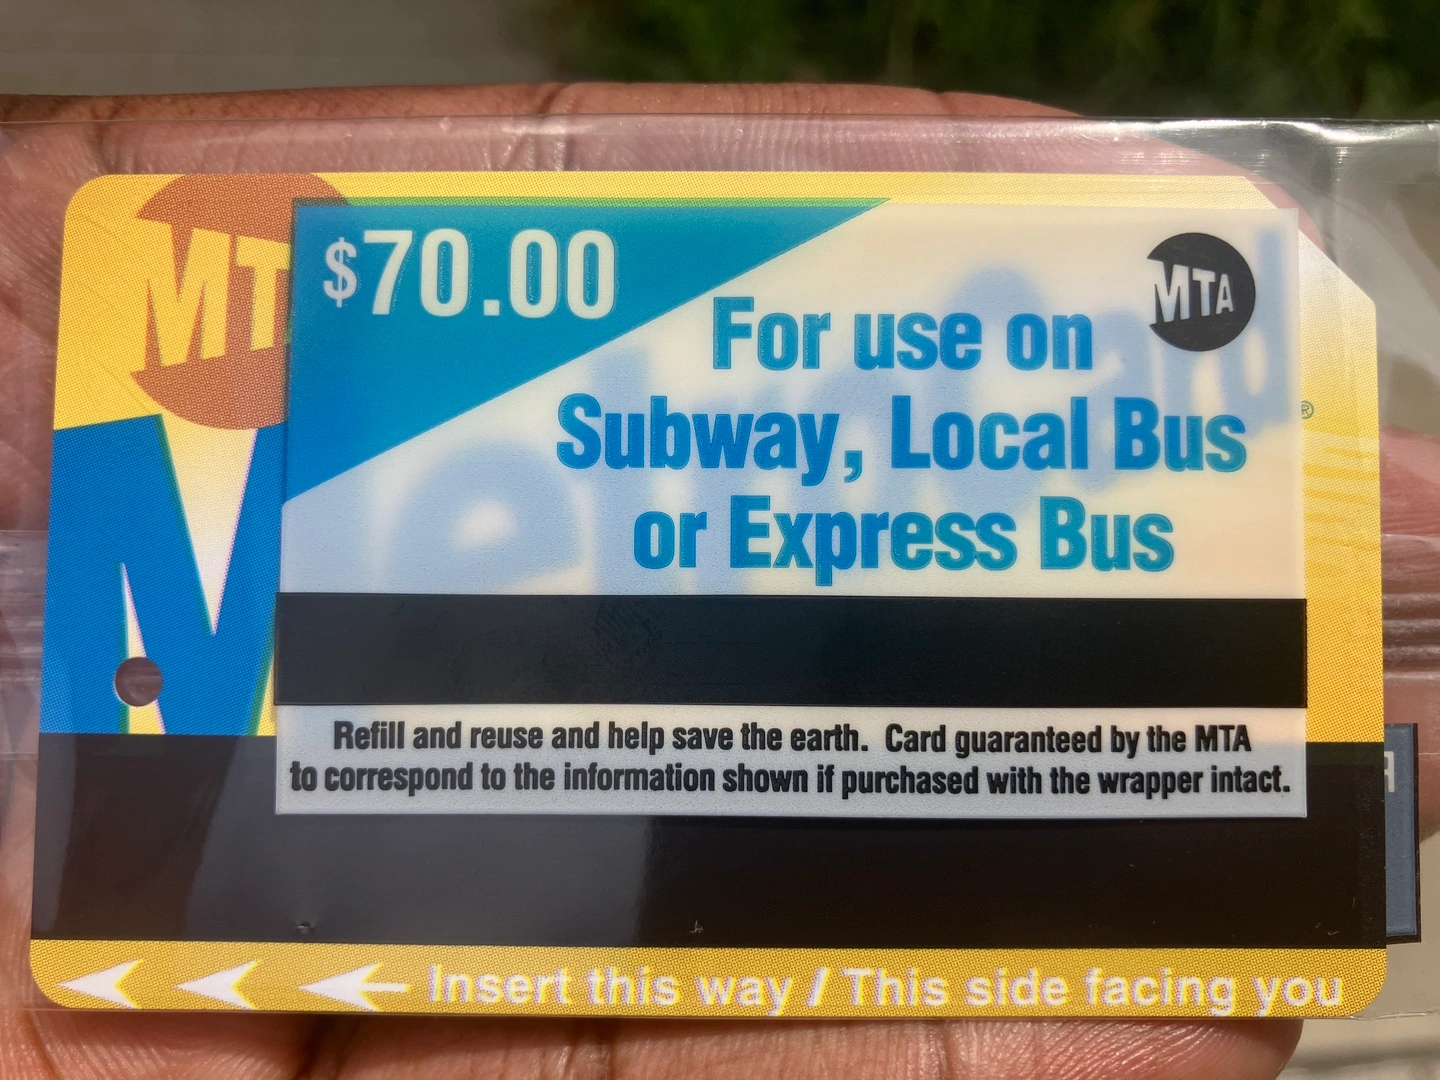 MT
$70.00
MTA
For use on
Subway, Local Bus
or Express Bus
MetroCard®
Refill and reuse and help save the earth. Card guaranteed by the MTA
to correspond to the information shown if purchased with the wrapper intact.
Insert this way / This side facing you